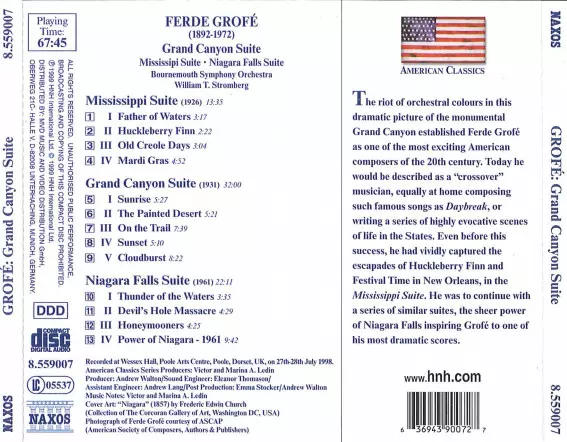 NAXOS
GROFÉ: Grand Canyon Suite
8.559007
Playing
Time:
67:45
ALL RIGHTS RESERVED. UNAUTHORISED PUBLIC PERFORMANCE,
BROADCASTING AND COPYING OF THIS COMPACT DISC PROHIBITED.
℗ 1999 HNH International Ltd. © 1999 HNH International Ltd.
DISTRIBUTED BY: MVD MUSIC AND VIDEO DISTRIBUTION GmbH,
OBERWEG 21C- HALLE V, D-82008 UNTERHACHING, MUNICH, GERMANY.
DDD
COMPACT
disc
DIGITAL AUDIO
8.559007
LC 05537
NAXOS
FERDE GROFÉ
(1892-1972)
Grand Canyon Suite
Mississipi Suite · Niagara Falls Suite
Bournemouth Symphony Orchestra
William T. Stromberg
Mississippi Suite (1926) 13:35
1 I Father of Waters 3:17
2 II Huckleberry Finn 2:22
3 III Old Creole Days 3:04
4 IV Mardi Gras 4:52
Grand Canyon Suite (1931) 32:00
5 I Sunrise 5:27
6 II The Painted Desert 5:21
7 III On the Trail 7:39
8 IV Sunset 5:10
9 V Cloudburst 8:22
Niagara Falls Suite (1961) 22:11
10 I Thunder of the Waters 3:35
11 II Devil's Hole Massacre 4:29
12 III Honeymooners 4:25
13 IV Power of Niagara - 1961 9:42
Recorded at Wessex Hall, Poole Arts Centre, Poole, Dorset, UK, on 27th-28th July 1998.
American Classics Series Producers: Victor and Marina A. Ledin
Producer: Andrew Walton/Sound Engineer: Eleanor Thomason/
Assistant Engineer: Andrew Lang/Post Production: Emma Stocker/Andrew Walton
Music Notes: Victor and Marina A. Ledin
Cover Art: "Niagara" (1857) by Frederic Edwin Church
(Collection of The Corcoran Gallery of Art, Washington DC, USA)
Photograph of Ferde Grofé courtesy of ASCAP
(American Society of Composers, Authors & Publishers)
AMERICAN CLASSICS
The riot of orchestral colours in this
dramatic picture of the monumental
Grand Canyon established Ferde Grofé
as one of the most exciting American
composers of the 20th century. Today he
would be described as a "crossover"
musician, equally at home composing
such famous songs as Daybreak, or
writing a series of highly evocative scenes
of life in the States. Even before this
success, he had vividly captured the
escapades of Huckleberry Finn and
Festival Time in New Orleans, in the
Mississippi Suite. He was to continue with
a series of similar suites, the sheer power
of Niagara Falls inspiring Grofé to one of
his most dramatic scores.
www.hnh.com
6 36943 90072 7
NAXOS
GROFÉ: Grand Canyon Suite
8.559007